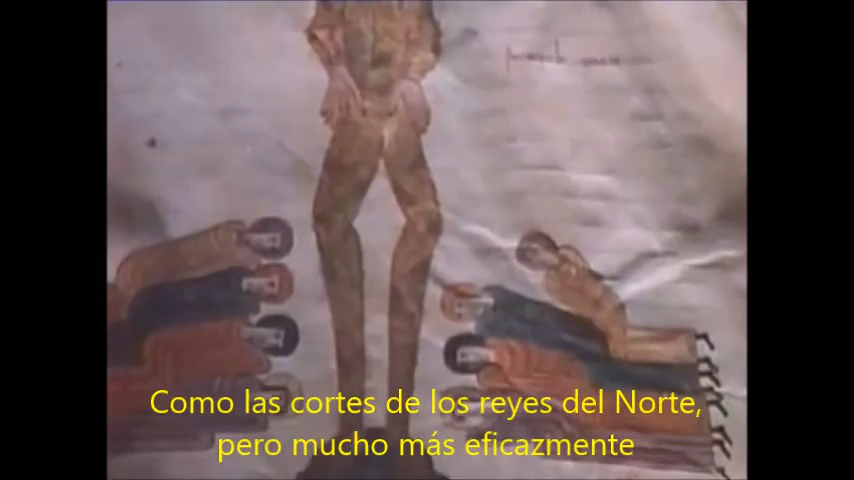 Como las cortes de los reyes del Norte,
pero mucho más eficazmente